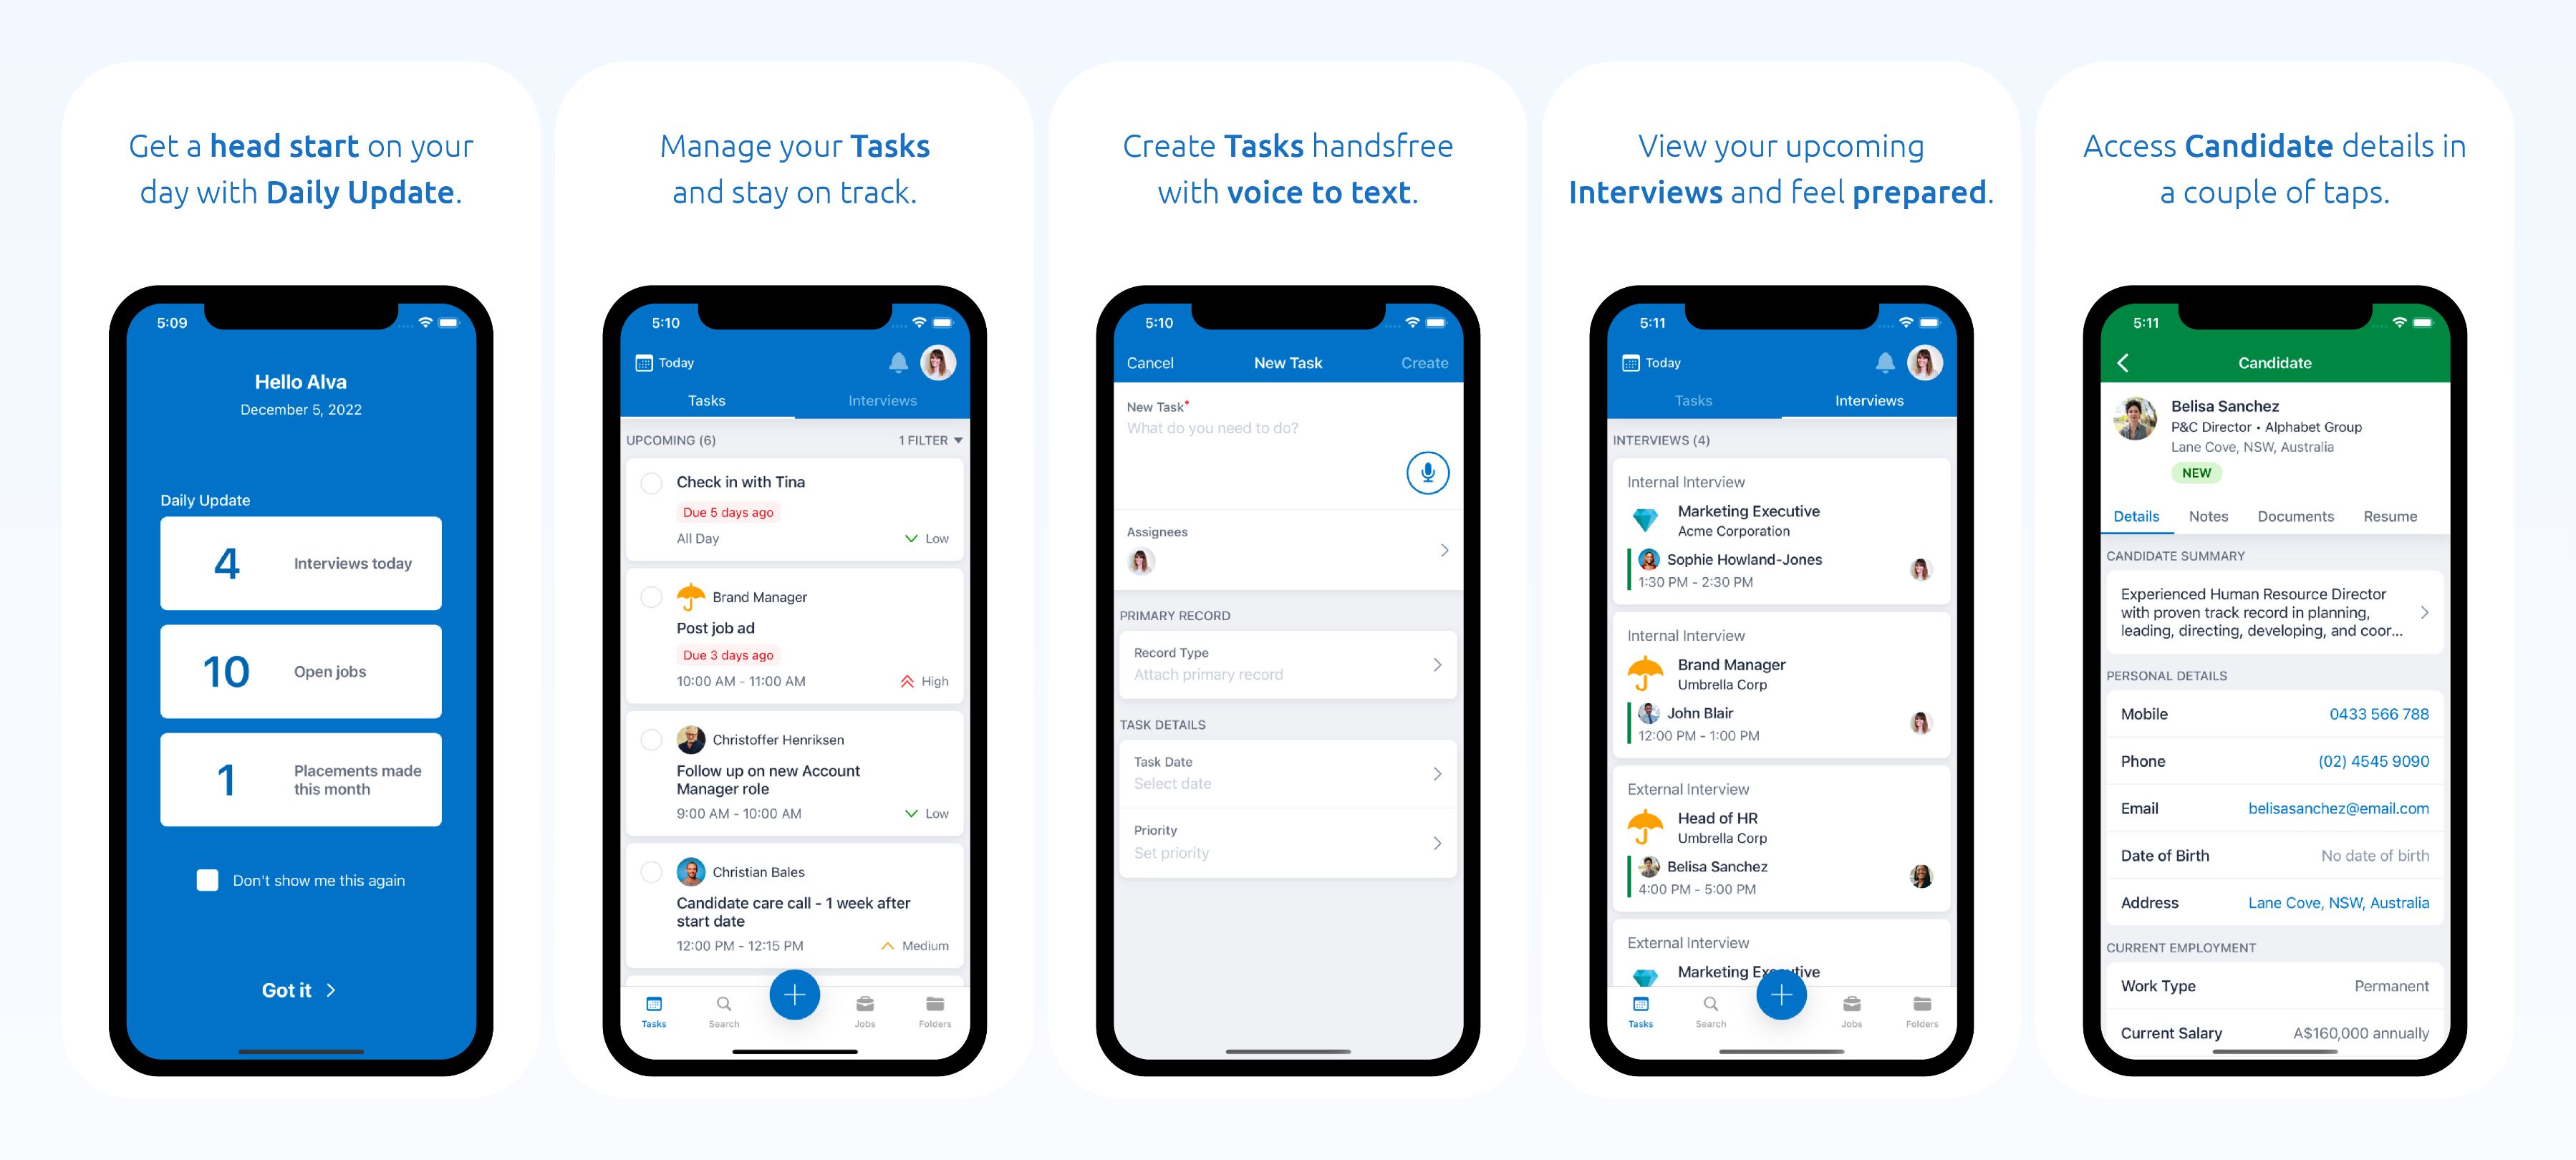 Get a head start on your
day with Daily Update.
5:09
Hello Alva
December 5, 2022
Daily Update
4 Interviews today
10 Open jobs
1 Placements made
this month
Don't show me this again
Got it
Manage your Tasks
and stay on track.
5:10
Today
Tasks Interviews
UPCOMING (6) 1 FILTER
Check in with Tina
Due 5 days ago
All Day Low
Brand Manager
Post job ad
Due 3 days ago
10:00 AM - 11:00 AM High
Christoffer Henriksen
Follow up on new Account
Manager role
9:00 AM - 10:00 AM Low
Christian Bales
Candidate care call - 1 week after
start date
12:00 PM - 12:15 PM Medium
Tasks Search Jobs Folders
Create Tasks handsfree
with voice to text.
5:10
Cancel New Task Create
New Task*
What do you need to do?
Assignees
PRIMARY RECORD
Record Type
Attach primary record
TASK DETAILS
Task Date
Select date
Priority
Set priority
View your upcoming
Interviews and feel prepared.
5:11
Today
Tasks Interviews
INTERVIEWS (4)
Internal Interview
Marketing Executive
Acme Corporation
Sophie Howland-Jones
1:30 PM - 2:30 PM
Internal Interview
Brand Manager
Umbrella Corp
John Blair
12:00 PM - 1:00 PM
External Interview
Head of HR
Umbrella Corp
Belisa Sanchez
4:00 PM - 5:00 PM
External Interview
Marketing Executive
Tasks Search Jobs Folders
Access Candidate details in
a couple of taps.
5:11
Candidate
Belisa Sanchez
P&C Director • Alphabet Group
Lane Cove, NSW, Australia
NEW
Details Notes Documents Resume
CANDIDATE SUMMARY
Experienced Human Resource Director
with proven track record in planning,
leading, directing, developing, and coor...
PERSONAL DETAILS
Mobile 0433 566 788
Phone (02) 4545 9090
Email belisasanchez@email.com
Date of Birth No date of birth
Address Lane Cove, NSW, Australia
CURRENT EMPLOYMENT
Work Type Permanent
Current Salary A$160,000 annually